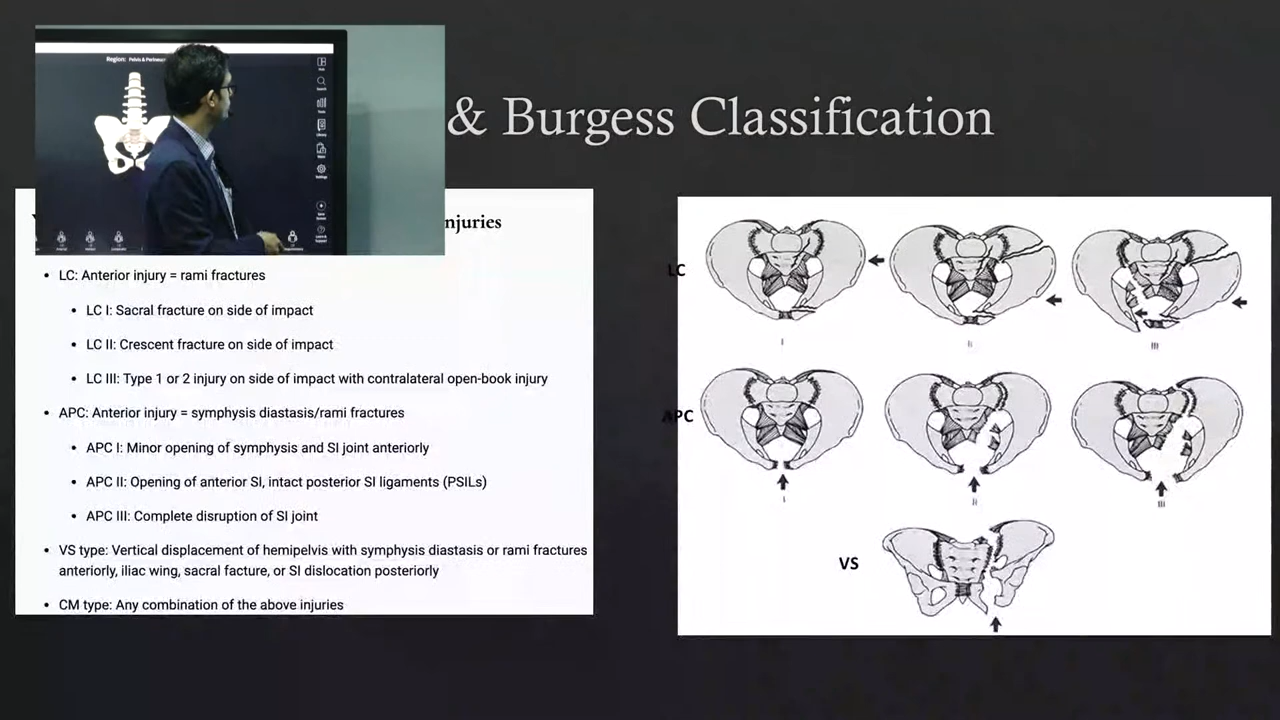 Region: Pelvis & Perineum
& Burgess Classification
njuries
• LC: Anterior injury = rami fractures
• LC I: Sacral fracture on side of impact
• LC II: Crescent fracture on side of impact
• LC III: Type 1 or 2 injury on side of impact with contralateral open-book injury
• APC: Anterior injury = symphysis diastasis/rami fractures
• APC I: Minor opening of symphysis and SI joint anteriorly
• APC II: Opening of anterior SI, intact posterior SI ligaments (PSILs)
• APC III: Complete disruption of SI joint
• VS type: Vertical displacement of hemipelvis with symphysis diastasis or rami fractures
anteriorly, iliac wing, sacral facture, or SI dislocation posteriorly
• CM type: Any combination of the above injuries
LC
I
II
III
APC
I
II
III
VS